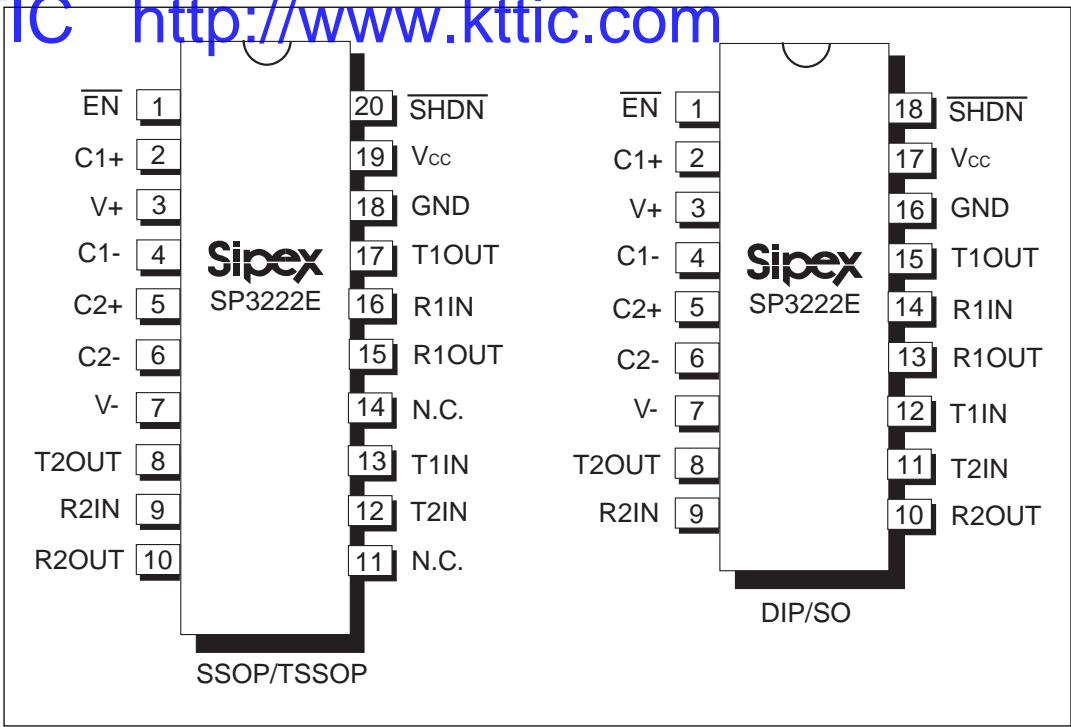 IC http://www.kttic.com
EN 1
C1+ 2
V+ 3
C1- 4
C2+ 5
C2- 6
V- 7
T2OUT 8
R2IN 9
R2OUT 10
20 SHDN
19 Vcc
18 GND
17 T1OUT
16 R1IN
15 R1OUT
14 N.C.
13 T1IN
12 T2IN
11 N.C.
Sipex
SP3222E
SSOP/TSSOP
EN 1
C1+ 2
V+ 3
C1- 4
C2+ 5
C2- 6
V- 7
T2OUT 8
R2IN 9
18 SHDN
17 Vcc
16 GND
15 T1OUT
14 R1IN
13 R1OUT
12 T1IN
11 T2IN
10 R2OUT
Sipex
SP3222E
DIP/SO